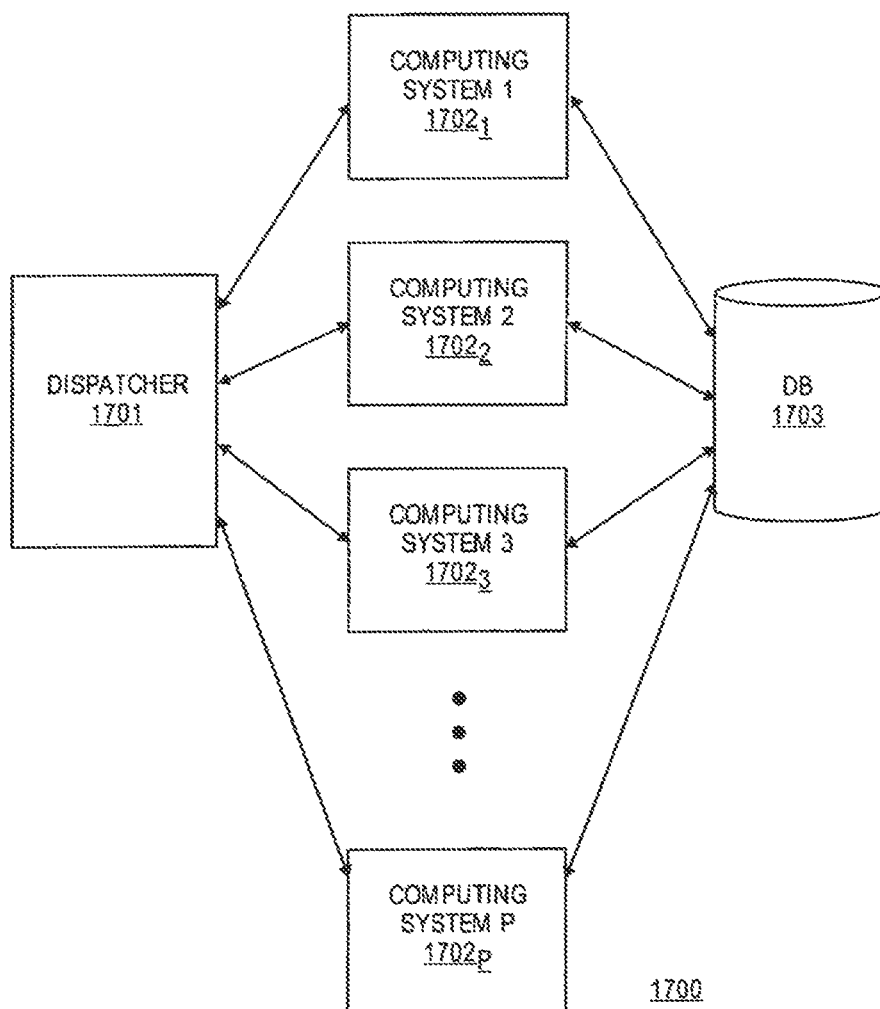 COMPUTING
SYSTEM 1
1702₁
COMPUTING
SYSTEM 2
1702₂
DISPATCHER
1701
DB
1703
COMPUTING
SYSTEM 3
1702₃
COMPUTING
SYSTEM P
1702ₚ
1700